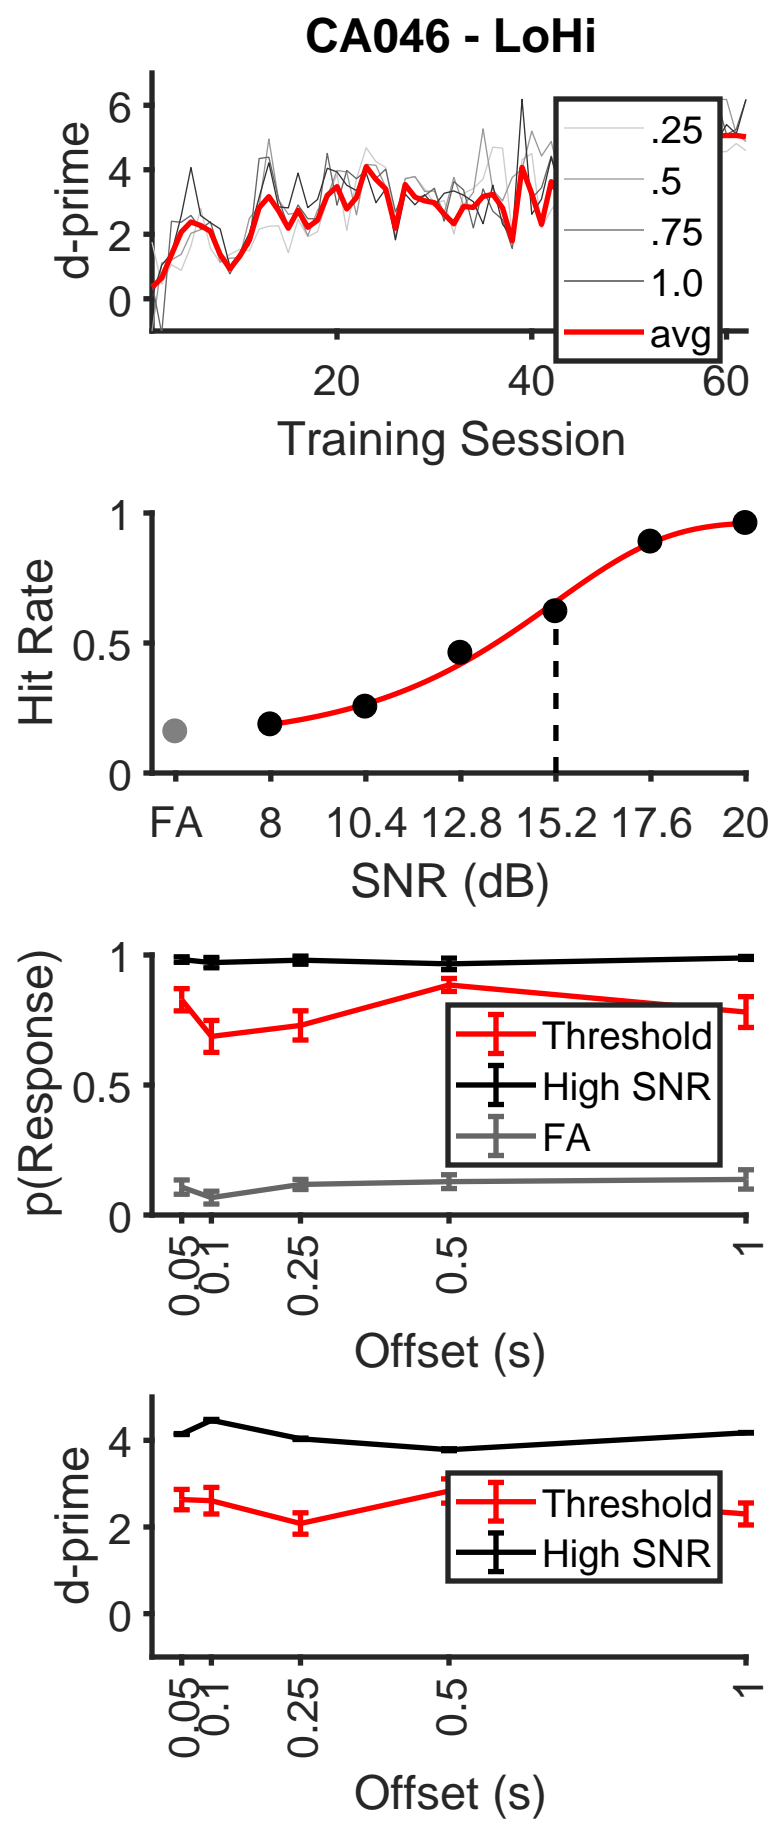 CA046 - LoHi
d-prime
6
4
2
0
.25
.5
.75
1.0
avg
20 40 60
Training Session
Hit Rate
1
0.5
0
FA 8 10.4 12.8 15.2 17.6 20
SNR (dB)
p(Response)
1
0.5
0
Threshold
High SNR
FA
0.05 0.1 0.25 0.5 1
Offset (s)
d-prime
4
2
0
Threshold
High SNR
0.05 0.1 0.25 0.5 1
Offset (s)